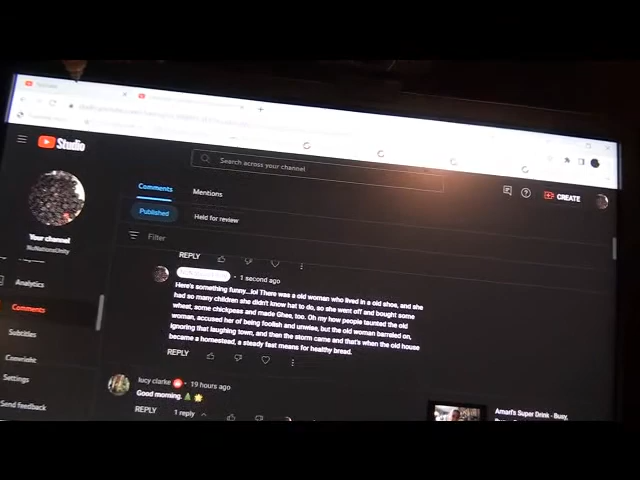 Studio
Search across your channel
CREATE
Comments
Mentions
Published
Held for review
Filter
Your channel
NuNationsUnity
Analytics
Comments
Subtitles
Copyright
Settings
Send feedback
REPLY
1 second ago
Here's something funny...lol There was a old woman who lived in a old shoe, and she
had so many children she didn't know hat to do, so she went off and bought some
wheat, some chickpeas and made Ghee, too. Oh my how people taunted the old
woman, accused her of being foolish and unwise, but the old woman barreled on,
ignoring that laughing town, and then the storm came and that's when the old house
became a homestead, a steady fast means for healthy bread.
REPLY
lucy clarke
19 hours ago
Good morning.
REPLY
1 reply
Amari's Super Drink - Busy,